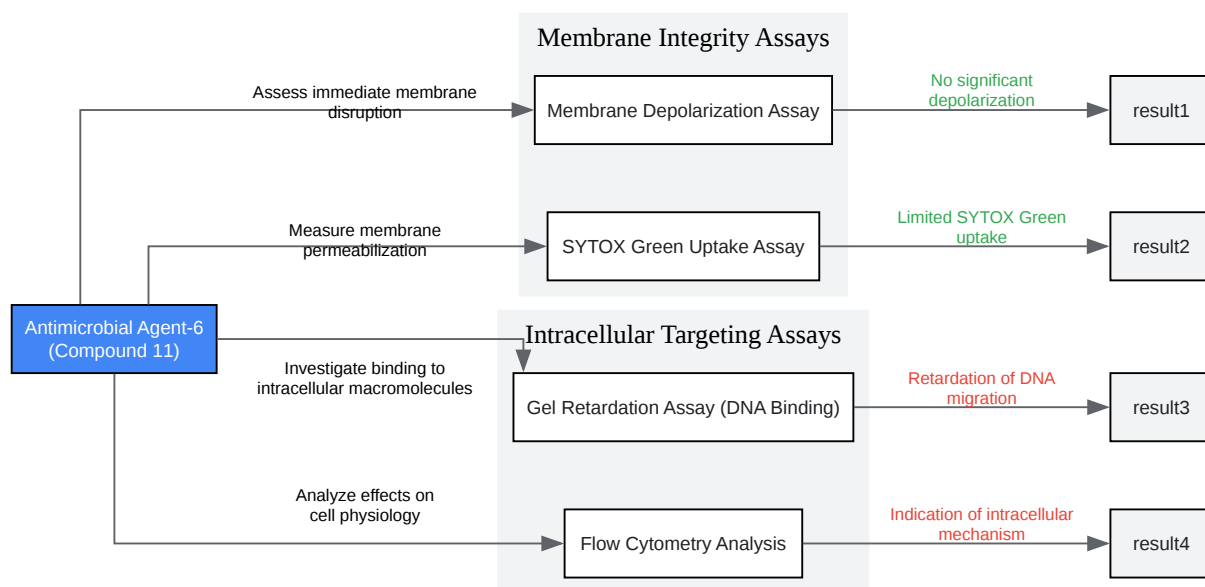 Membrane Integrity Assays
Assess immediate membrane
disruption
Membrane Depolarization Assay
No significant
depolarization
result1
Measure membrane
permeabilization
SYTOX Green Uptake Assay
Limited SYTOX Green
uptake
result2
Antimicrobial Agent-6
(Compound 11)
Intracellular Targeting Assays
Investigate binding to
intracellular macromolecules
Gel Retardation Assay (DNA Binding)
Retardation of DNA
migration
result3
Analyze effects on
cell physiology
Flow Cytometry Analysis
Indication of intracellular
mechanism
result4